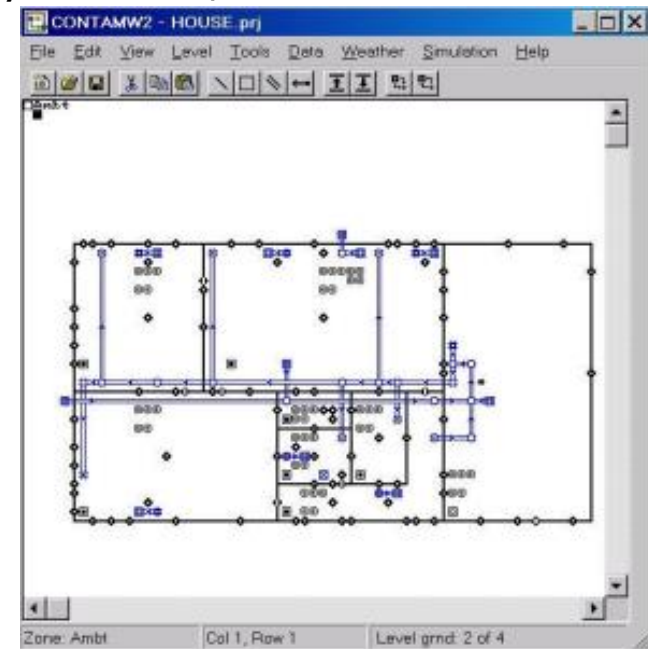 CONTAMW2 - HOUSE.prj
File Edit View Level Tools Data Weather Simulation Help
Ambt
Zone: Ambt Col 1, Row 1 Level grnd: 2 of 4